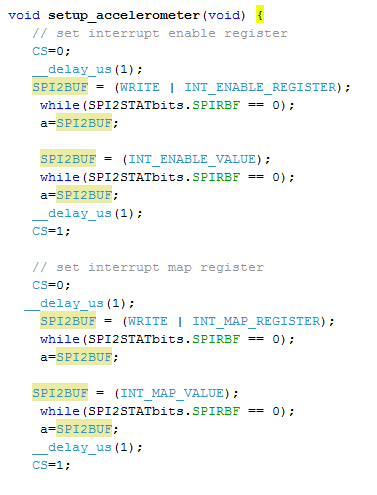 void setup_accelerometer(void) {
// set interrupt enable register
CS=0;
__delay_us(1);
SPI2BUF = (WRITE | INT_ENABLE_REGISTER);
while(SPI2STATbits.SPIRBF == 0);
a=SPI2BUF;
SPI2BUF = (INT_ENABLE_VALUE);
while(SPI2STATbits.SPIRBF == 0);
a=SPI2BUF;
__delay_us(1);
CS=1;
// set interrupt map register
CS=0;
__delay_us(1);
SPI2BUF = (WRITE | INT_MAP_REGISTER);
while(SPI2STATbits.SPIRBF == 0);
a=SPI2BUF;
SPI2BUF = (INT_MAP_VALUE);
while(SPI2STATbits.SPIRBF == 0);
a=SPI2BUF;
__delay_us(1);
CS=1;